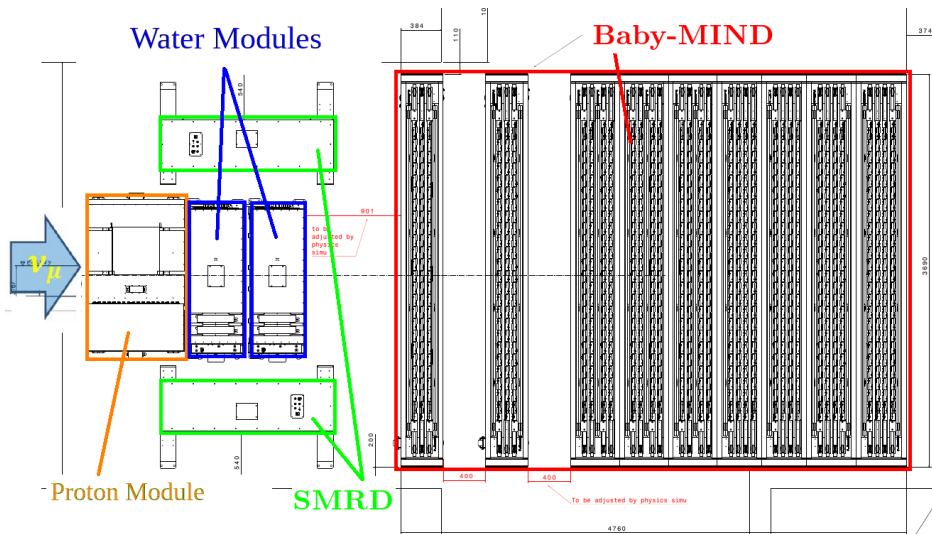 384
10
110
374
Water Modules
Baby-MIND
540
901
to be
adjusted by
physics
simu
ν_μ
3690
200
540
400
400
Proton Module
SMRD
To be adjusted by physics simu
4760